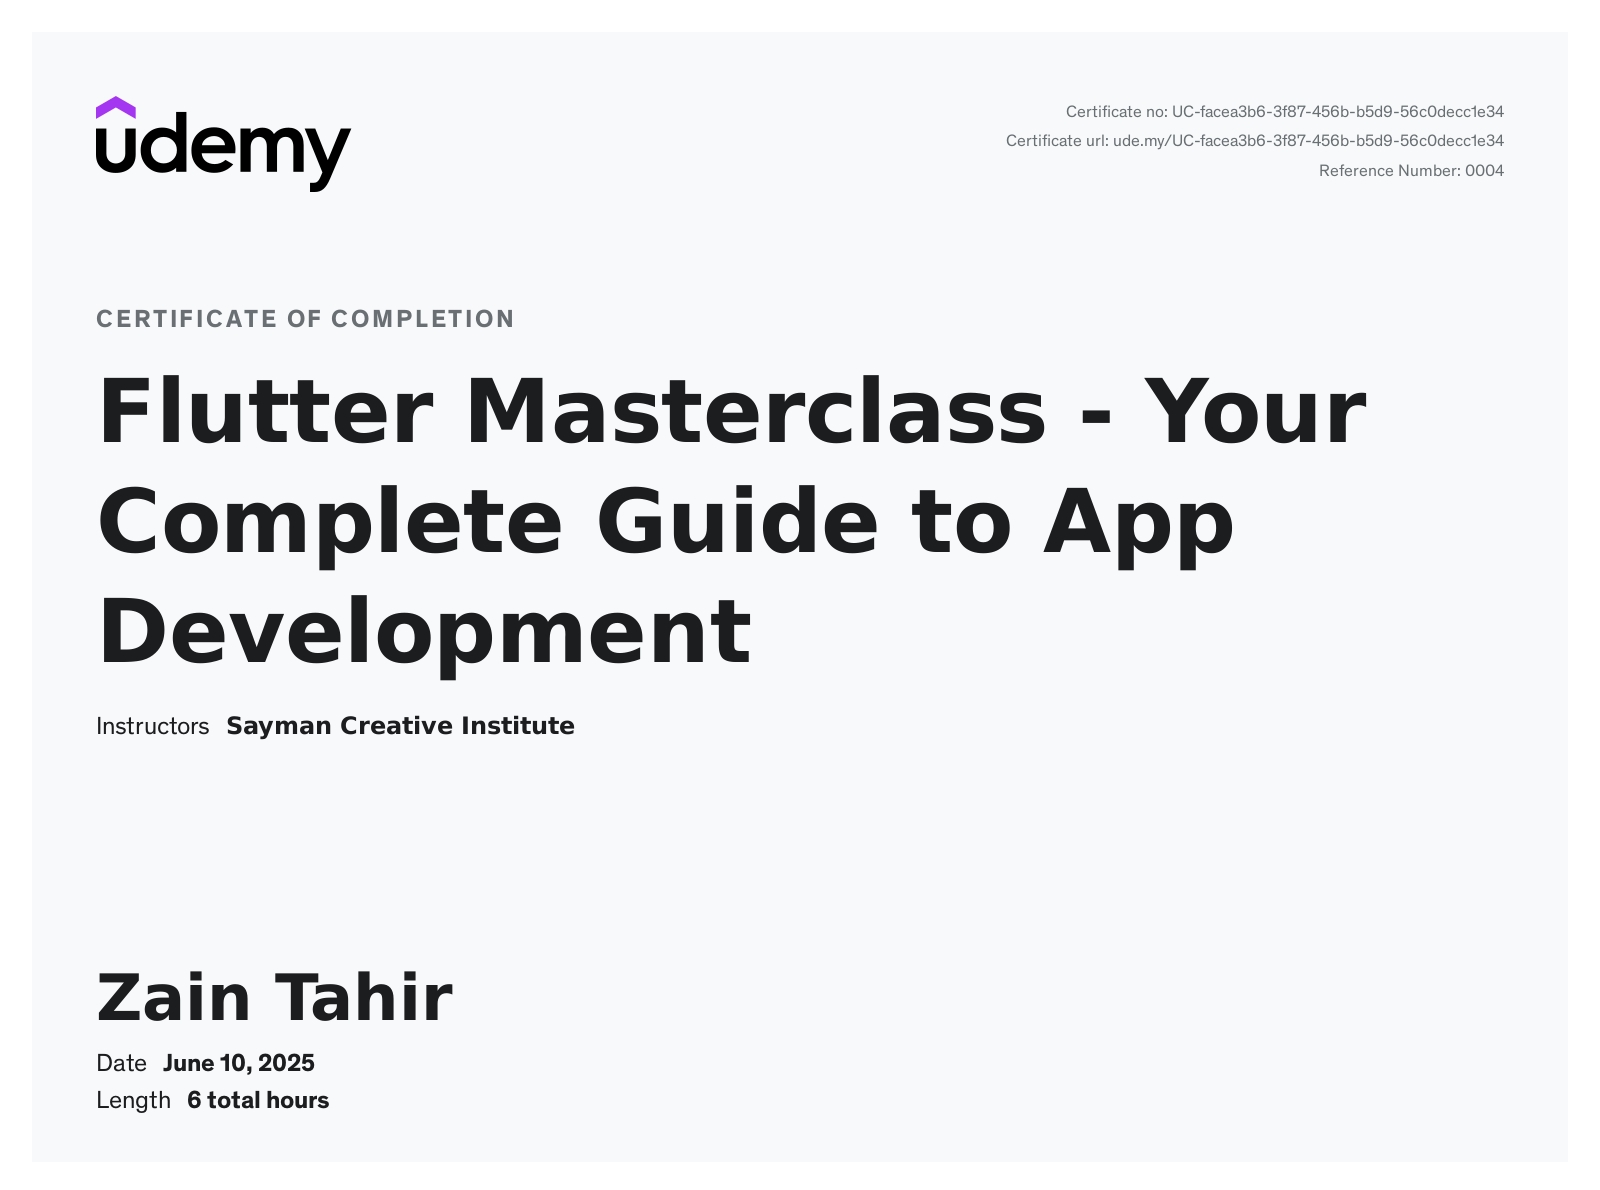 udemy
Certificate no: UC-facea3b6-3f87-456b-b5d9-56c0decc1e34
Certificate url: ude.my/UC-facea3b6-3f87-456b-b5d9-56c0decc1e34
Reference Number: 0004
CERTIFICATE OF COMPLETION
Flutter Masterclass - Your
Complete Guide to App
Development
Instructors Sayman Creative Institute
Zain Tahir
Date June 10, 2025
Length 6 total hours